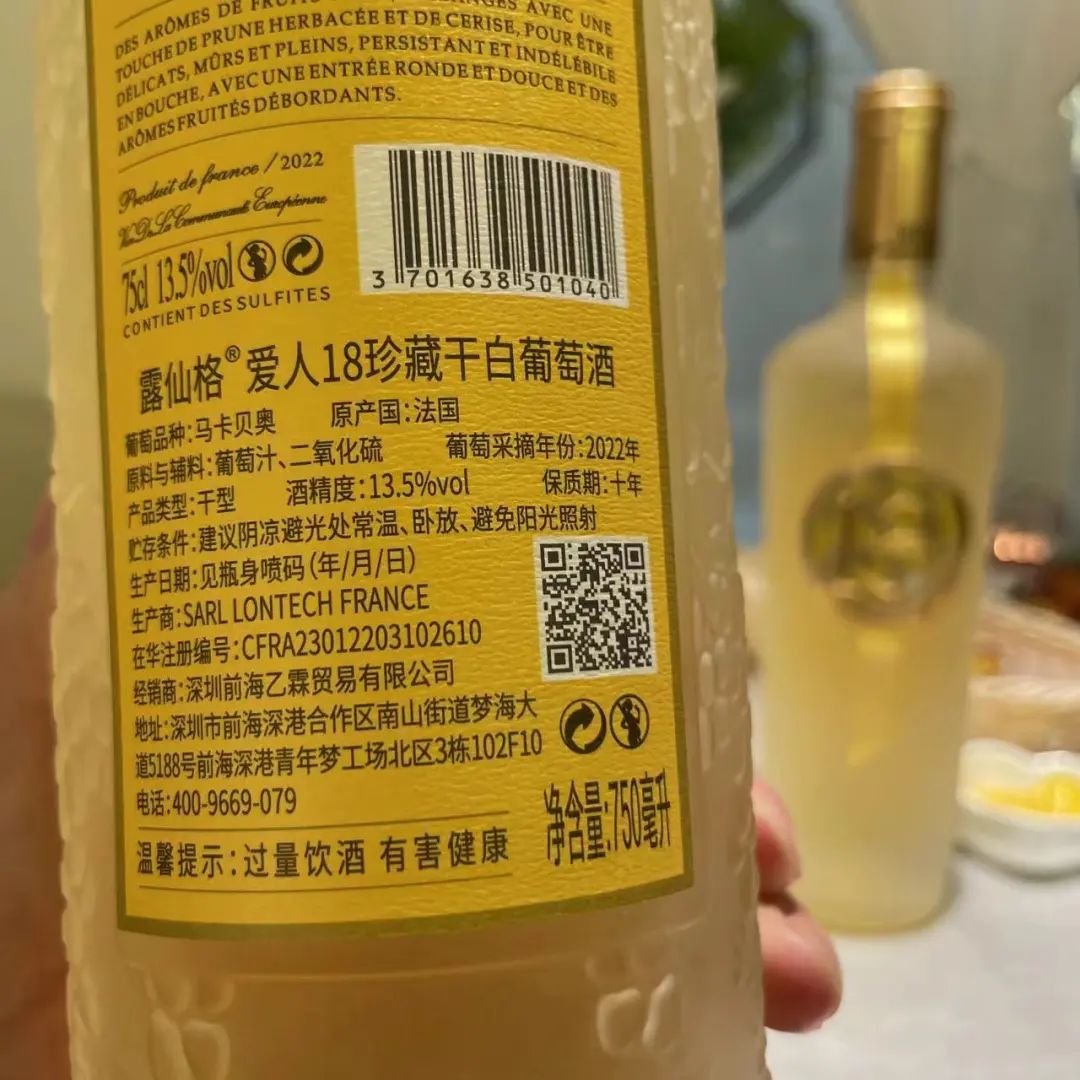 DES ARÔMES DE FRUITS AVEC UNE
TOUCHE DE PRUNE HERBACÉE ET DE CERISE, POUR ÊTRE
DÉLICATS, MÛRS ET PLEINS, PERSISTANT ET INDÉLÉBILE
EN BOUCHE, AVEC UNE ENTRÉE RONDE ET DOUCE ET DES
ARÔMES FRUITÉS DÉBORDANTS.
Produit de france / 2022
Vin De La Communauté Européenne
75cl 13.5%vol
CONTIENT DES SULFITES
3 701638 501040
露仙格® 爱人18珍藏干白葡萄酒
葡萄品种:马卡贝奥 原产国:法国
原料与辅料:葡萄汁、二氧化硫 葡萄采摘年份:2022年
产品类型:干型 酒精度:13.5%vol 保质期:十年
贮存条件:建议阴凉避光处常温、卧放、避免阳光照射
生产日期:见瓶身喷码(年/月/日)
生产商:SARL LONTECH FRANCE
在华注册编号:CFRA23012203102610
经销商:深圳前海乙霖贸易有限公司
地址:深圳市前海深港合作区南山街道梦海大
道5188号前海深港青年梦工场北区3栋102F10
电话:400-9669-079
净含量:750毫升
温馨提示:过量饮酒 有害健康